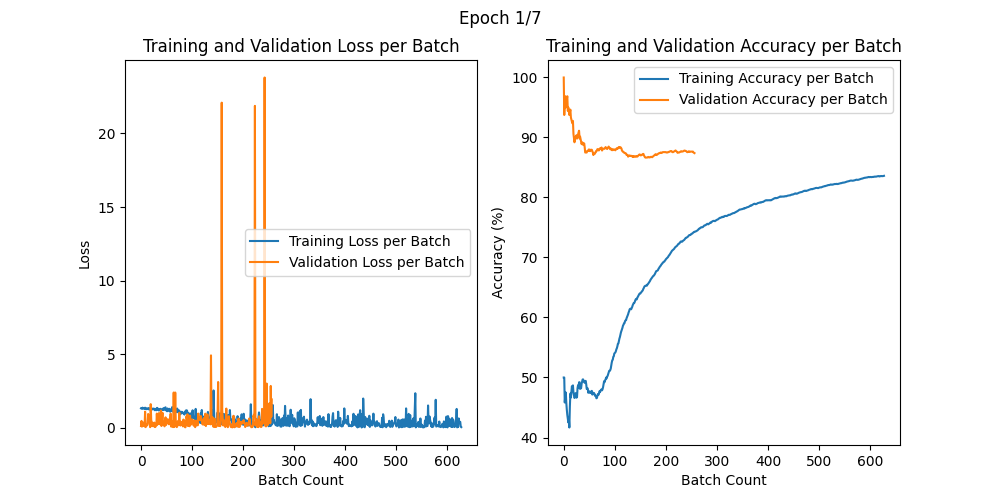 Epoch 1/7
Training and Validation Loss per Batch
Loss
20
15
10
5
0
Training Loss per Batch
Validation Loss per Batch
0 100 200 300 400 500 600
Batch Count
Training and Validation Accuracy per Batch
Accuracy (%)
100
90
80
70
60
50
40
Training Accuracy per Batch
Validation Accuracy per Batch
0 100 200 300 400 500 600
Batch Count